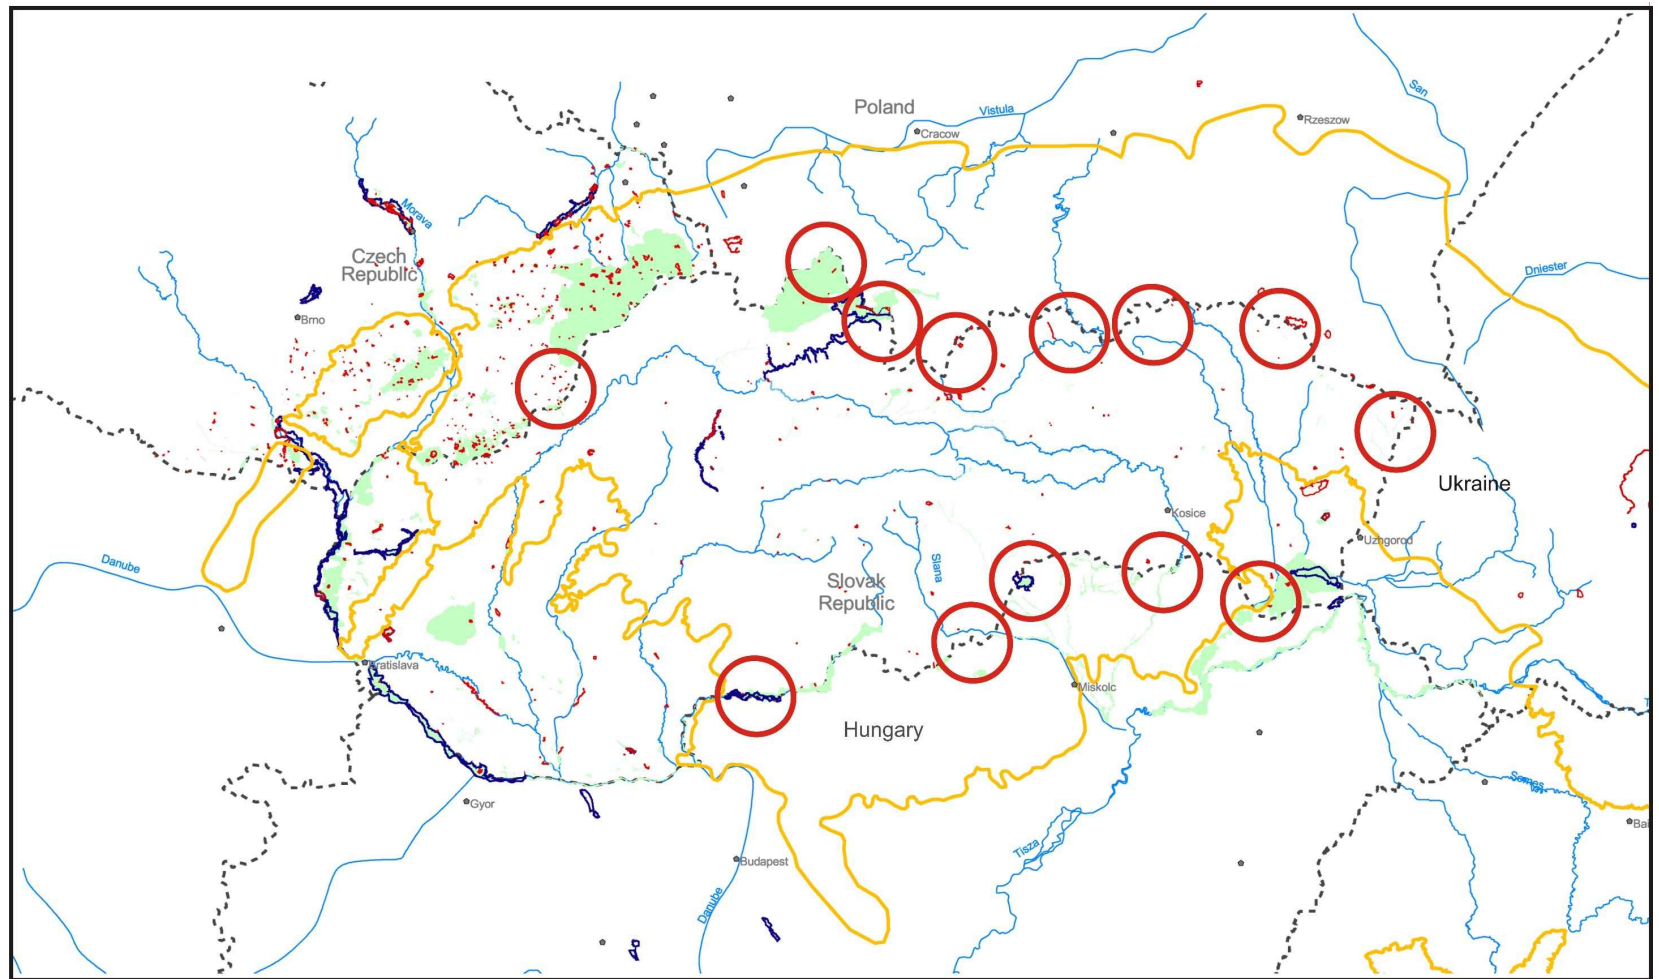 Poland
Vistula
San
Cracow
Rzeszow
Morava
Czech
Republic
Dniester
Brno
Ukraine
Kosice
Uzhgorod
Danube
Slana
Slovak
Republic
Bratislava
Miskolc
Hungary
Somes
Gyor
Bai
Tisza
Budapest
Danube